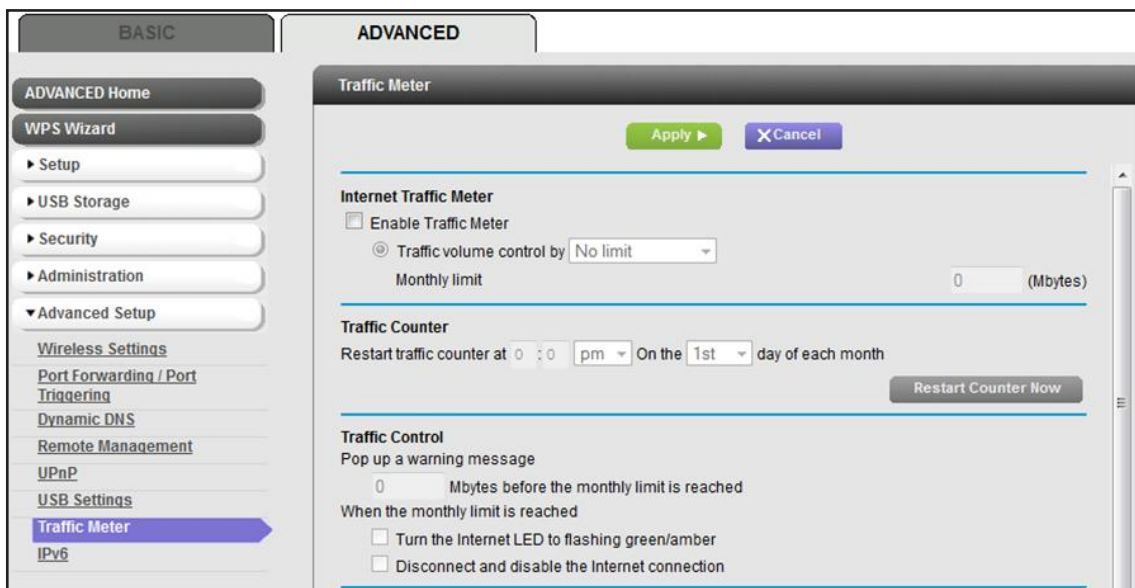 BASIC
ADVANCED
ADVANCED Home
WPS Wizard
Setup
USB Storage
Security
Administration
Advanced Setup
Wireless Settings
Port Forwarding / Port
Triggering
Dynamic DNS
Remote Management
UPnP
USB Settings
Traffic Meter
IPv6
Traffic Meter
Apply
Cancel
Internet Traffic Meter
Enable Traffic Meter
Traffic volume control by No limit
Monthly limit 0 (Mbytes)
Traffic Counter
Restart traffic counter at 0 : 0 pm On the 1st day of each month
Restart Counter Now
Traffic Control
Pop up a warning message
0 Mbytes before the monthly limit is reached
When the monthly limit is reached
Turn the Internet LED to flashing green/amber
Disconnect and disable the Internet connection